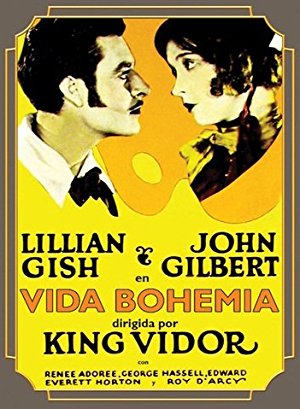 LILLIAN GISH & JOHN GILBERT
en
VIDA BOHEMIA
dirigida por
KING VIDOR
con
RENEE ADOREE, GEORGE HASSELL, EDWARD
EVERETT HORTON y ROY D'ARCY